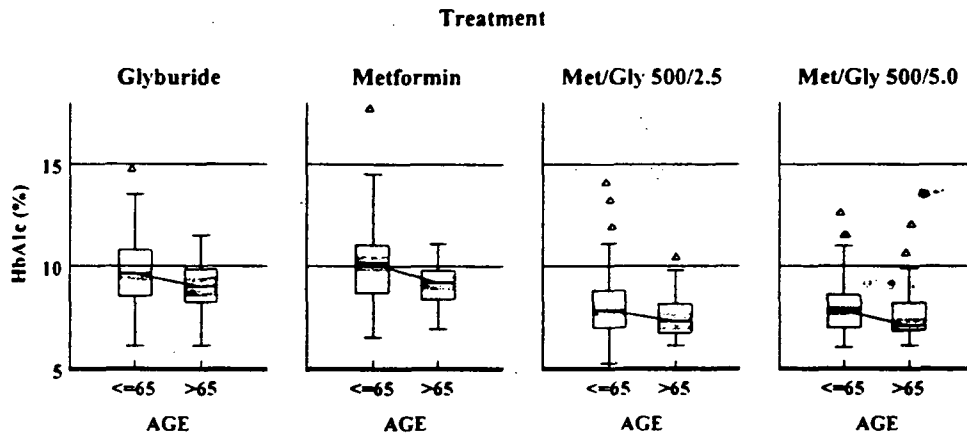 Treatment
Glyburide Metformin Met/Gly 500/2.5 Met/Gly 500/5.0
HbA1c (%)
15
10
5
<=65 >65 <=65 >65 <=65 >65 <=65 >65
AGE AGE AGE AGE